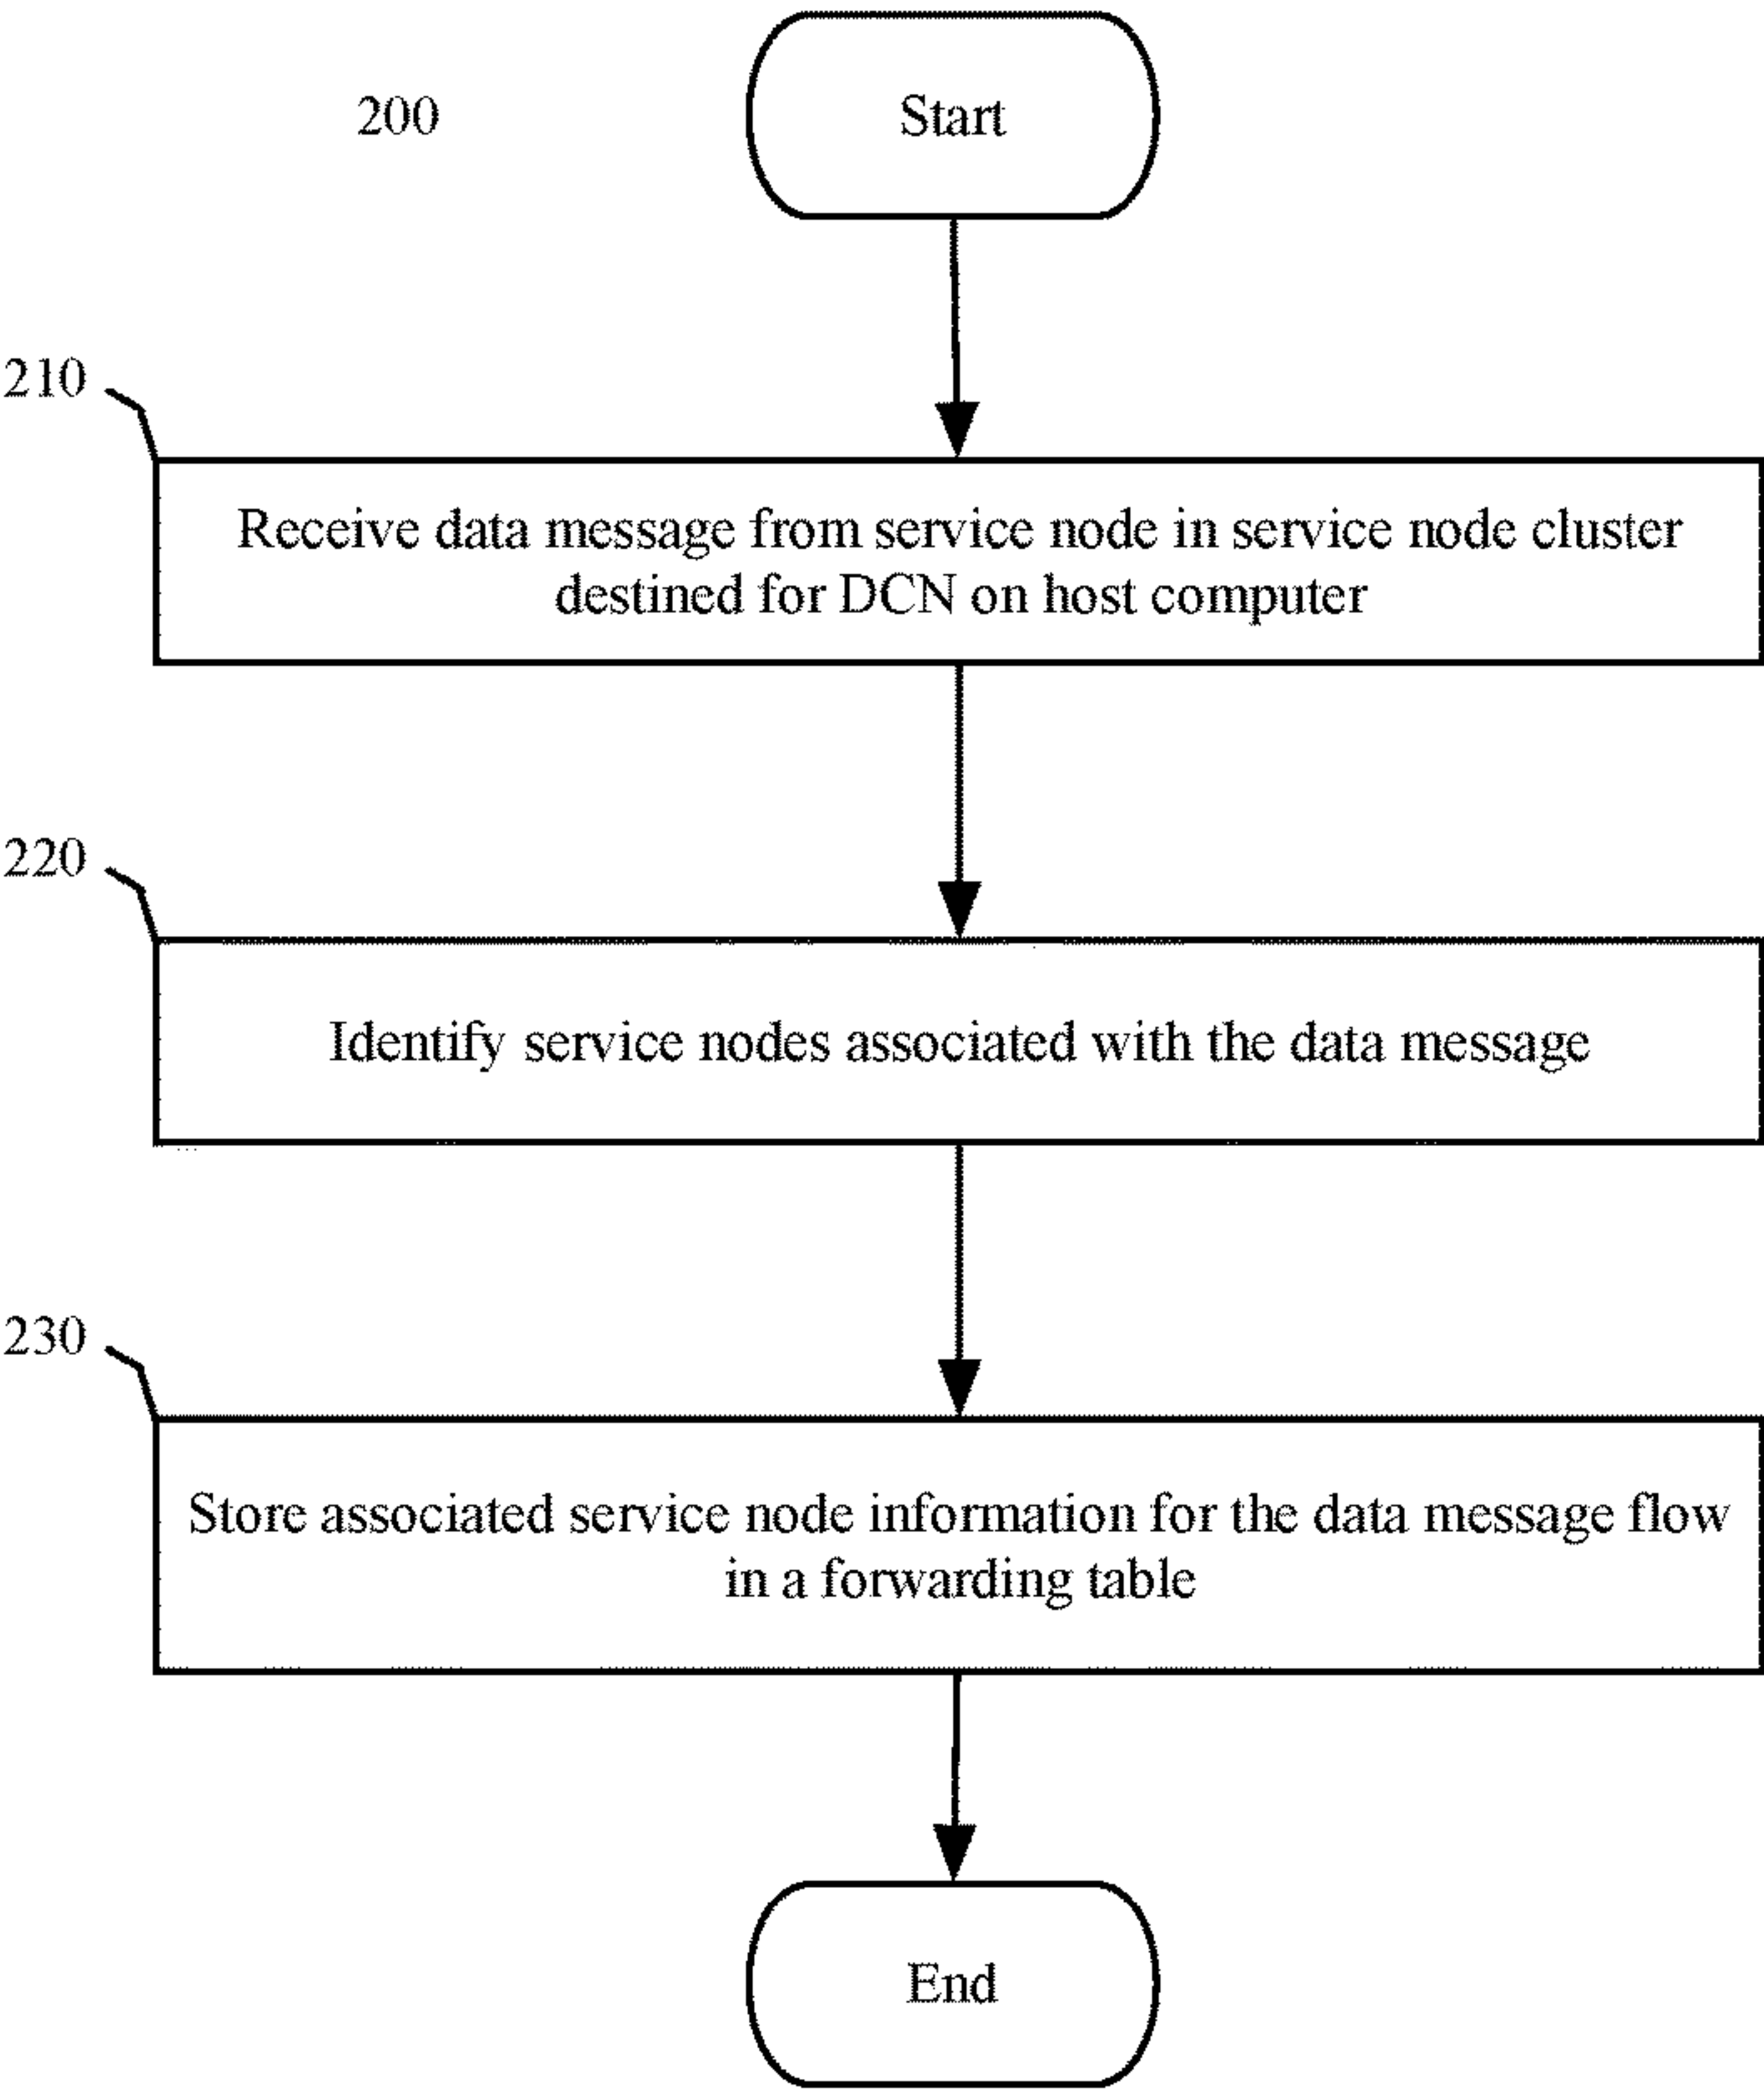 200
Start
210
Receive data message from service node in service node cluster
destined for DCN on host computer
220
Identify service nodes associated with the data message
230
Store associated service node information for the data message flow
in a forwarding table
End